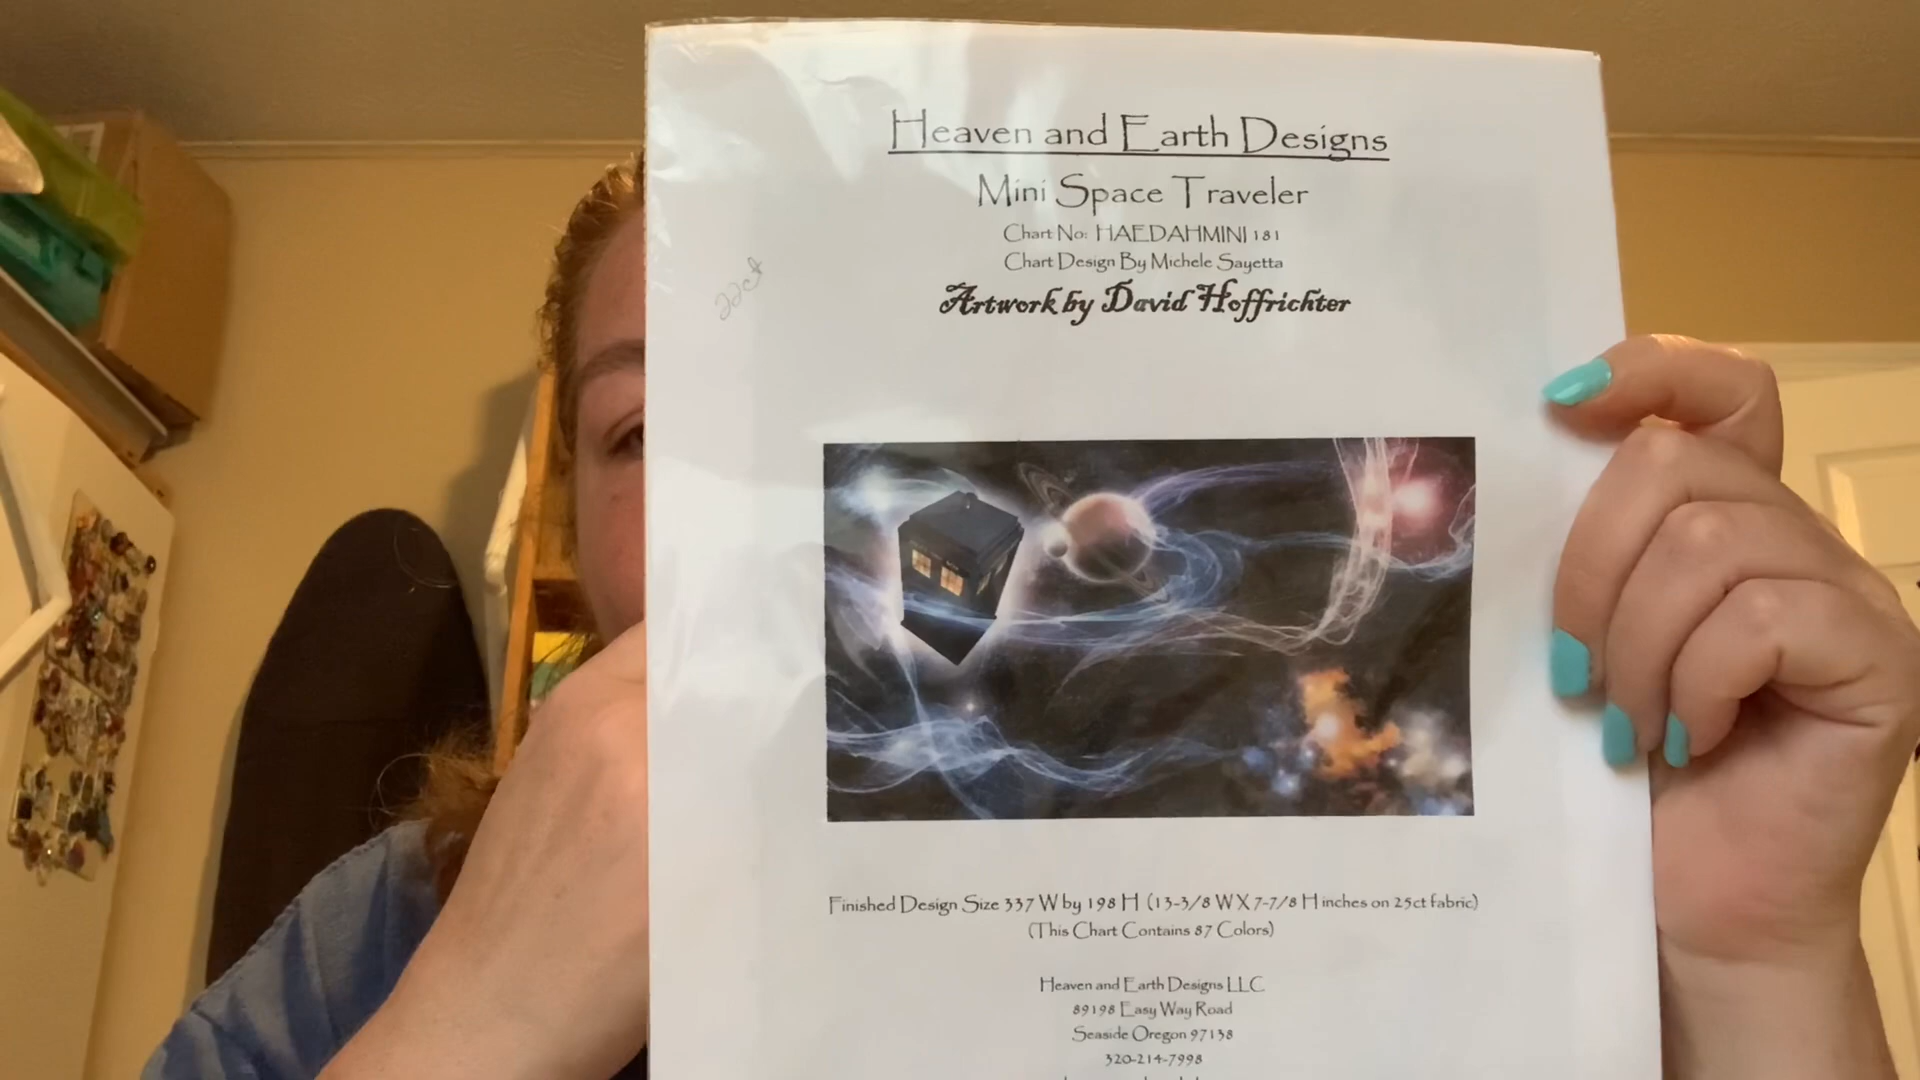 Heaven and Earth Designs
Mini Space Traveler
Chart No: HAEDAHMINI 181
Chart Design By Michele Sayetta
Artwork by David Hoffrichter
22ct
Finished Design Size 337 W by 198 H (13-3/8 W X 7-7/8 H inches on 25ct fabric)
(This Chart Contains 87 Colors)
Heaven and Earth Designs LLC
89198 Easy Way Road
Seaside Oregon 97138
320-214-7998